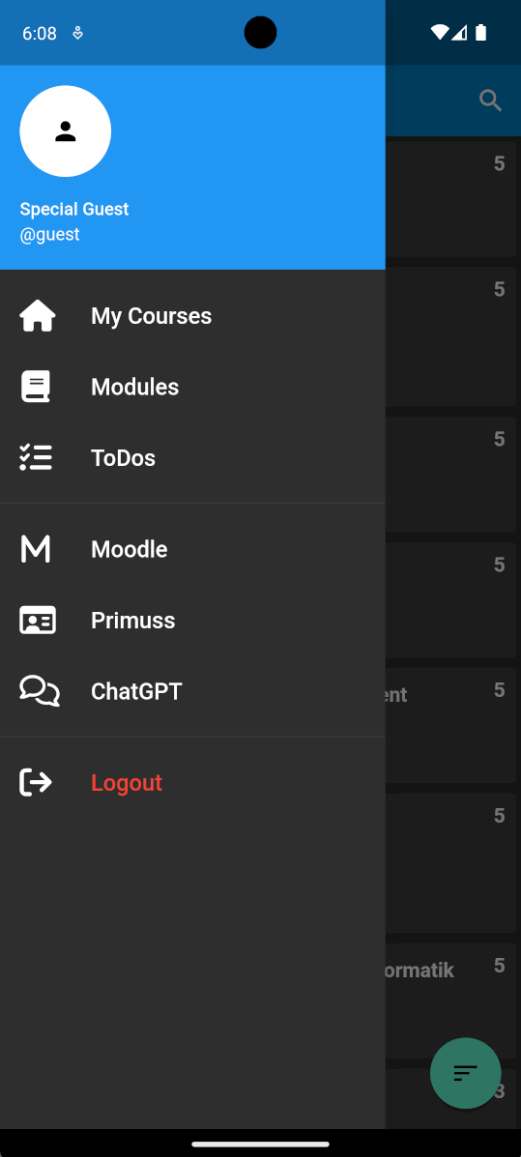 6:08
5
Special Guest
@guest
5
My Courses
Modules
5
ToDos
Moodle
5
Primuss
ChatGPT
ent
5
Logout
5
ormatik
5
3